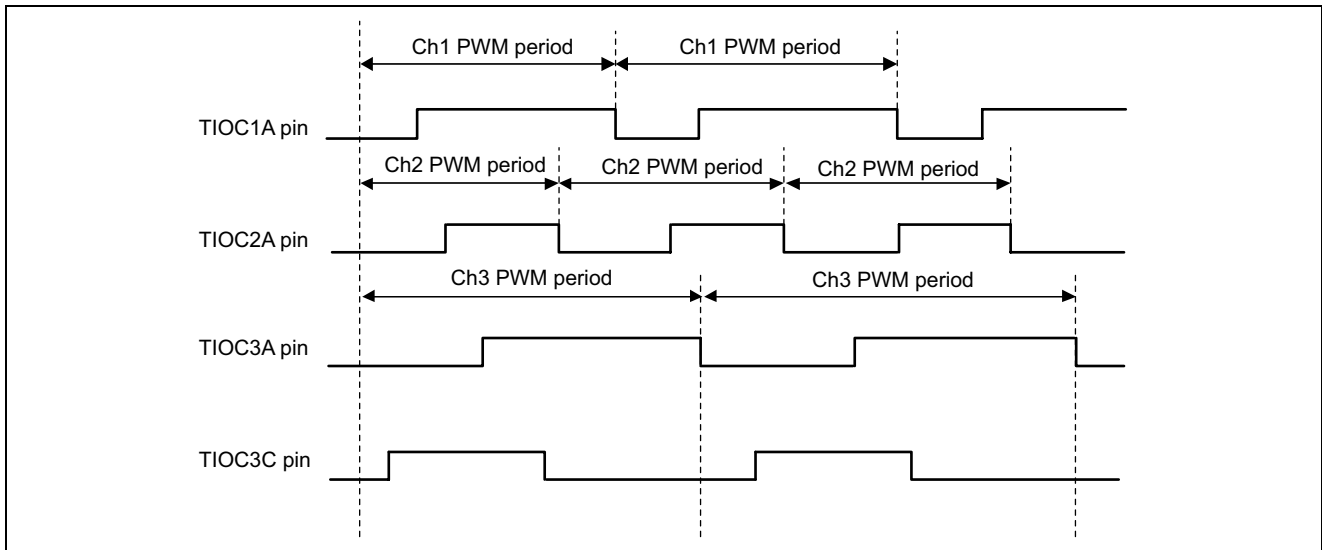 Ch1 PWM period
Ch1 PWM period
TIOC1A pin
Ch2 PWM period
Ch2 PWM period
Ch2 PWM period
TIOC2A pin
Ch3 PWM period
Ch3 PWM period
TIOC3A pin
TIOC3C pin